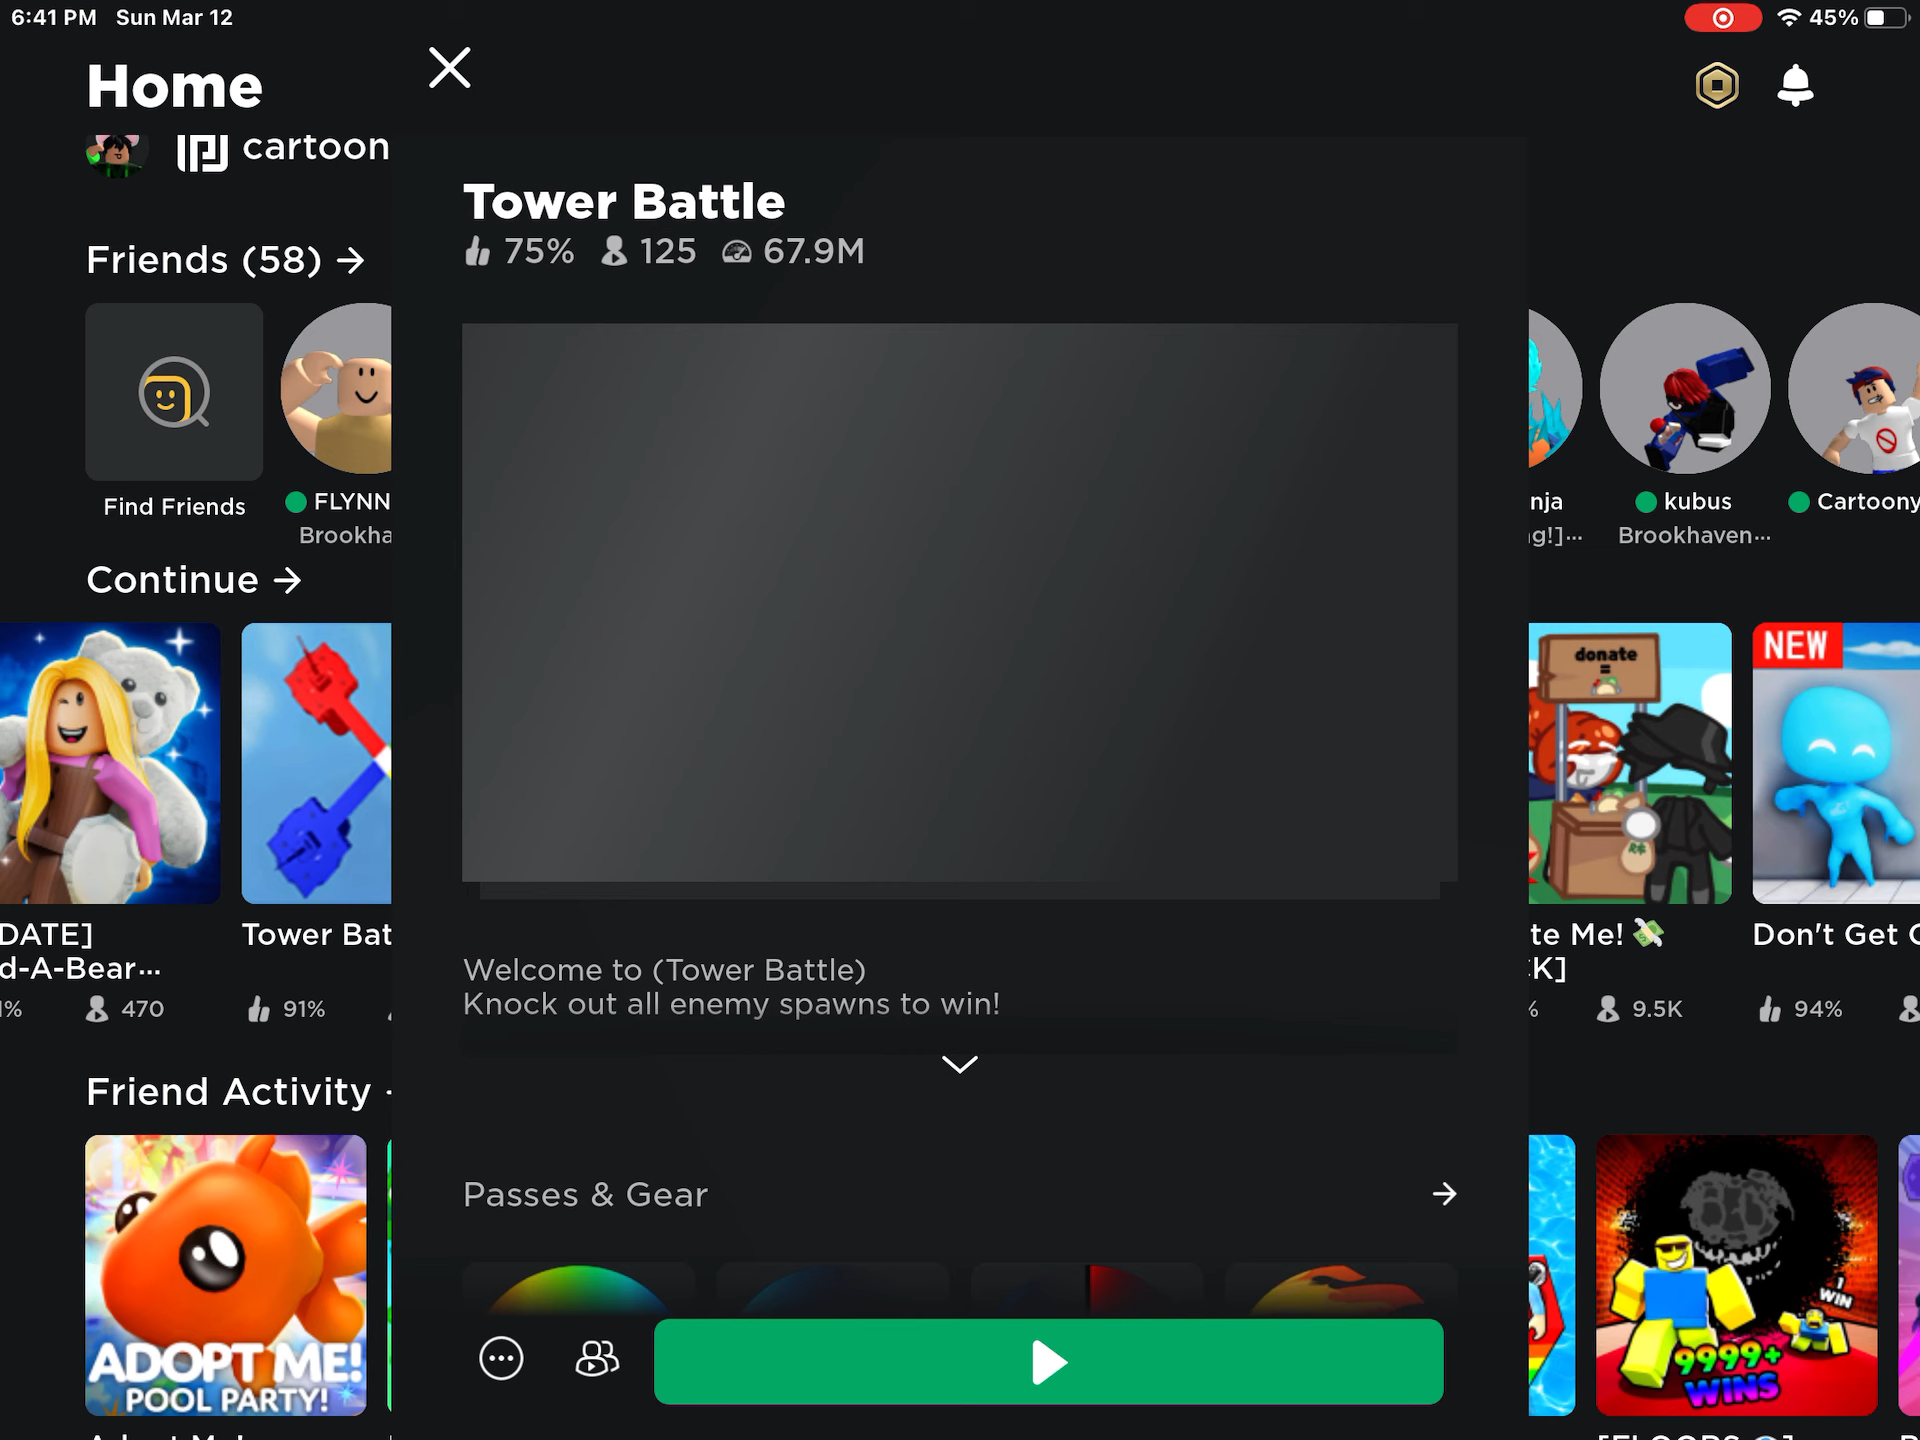 6:41 PM Sun Mar 12
45%
Home
cartoon
Tower Battle
75% 125 67.9M
Friends (58)
Find Friends
FLYNN
Brookha
nja
g!]...
kubus
Brookhaven...
Cartoony
Continue
donate
=
R$
NEW
DATE]
d-A-Bear...
1%
470
Tower Bat
91%
te Me! 💸
CK]
%
9.5K
Don't Get C
94%
Welcome to (Tower Battle)
Knock out all enemy spawns to win!
Friend Activity
Passes & Gear
ADOPT ME!
POOL PARTY!
1
WIN
9999+
WINS